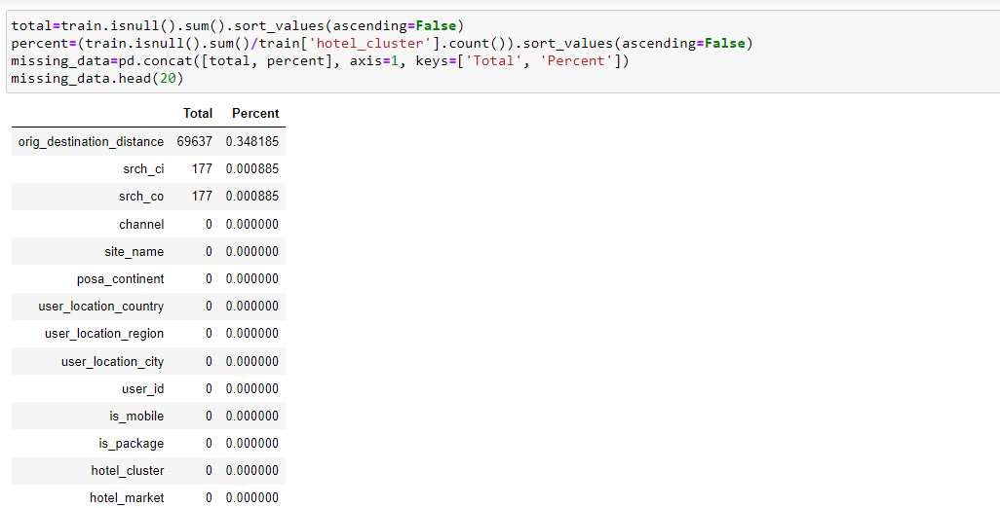 total=train.isnull().sum().sort_values(ascending=False)
percent=(train.isnull().sum()/train['hotel_cluster'].count()).sort_values(ascending=False)
missing_data=pd.concat([total, percent], axis=1, keys=['Total', 'Percent'])
missing_data.head(20)
Total Percent
orig_destination_distance 69637 0.348185
srch_ci 177 0.000885
srch_co 177 0.000885
channel 0 0.000000
site_name 0 0.000000
posa_continent 0 0.000000
user_location_country 0 0.000000
user_location_region 0 0.000000
user_location_city 0 0.000000
user_id 0 0.000000
is_mobile 0 0.000000
is_package 0 0.000000
hotel_cluster 0 0.000000
hotel_market 0 0.000000